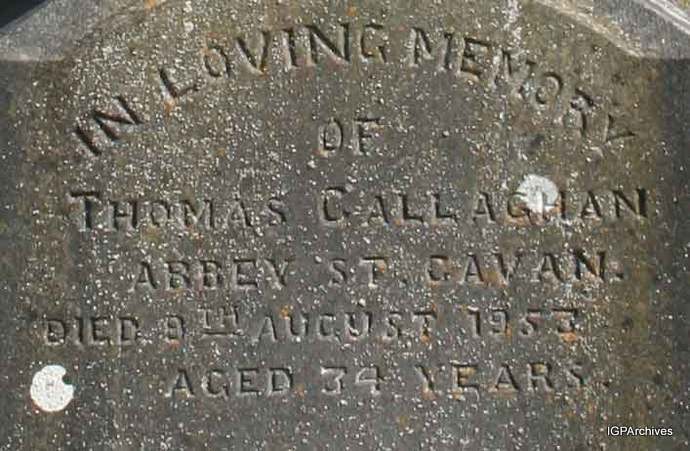 IN LOVING MEMORY
OF
THOMAS CALLAGHAN
ABBEY ST. CAVAN.
DIED 9TH AUGUST 1953
AGED 34 YEARS.
IGPArchives